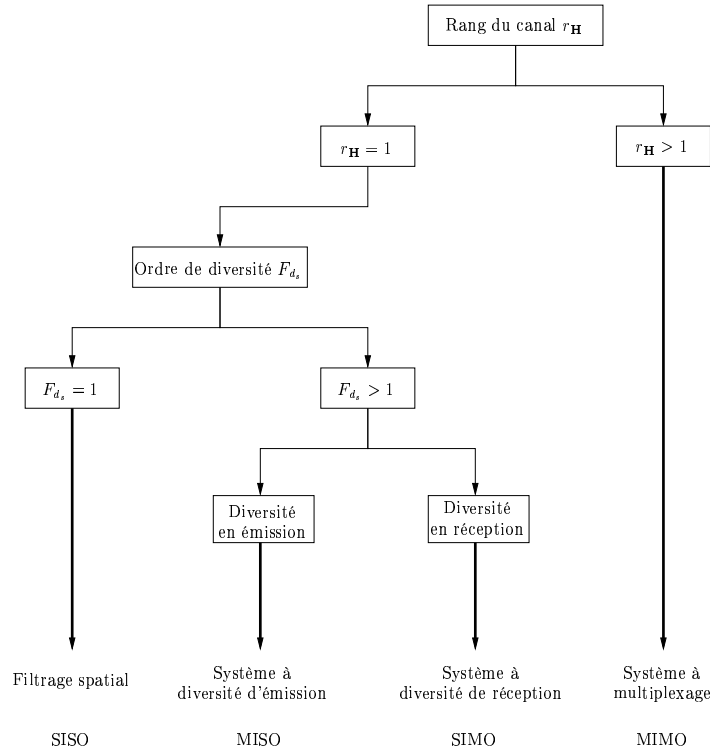 Rang du canal r_H
r_H = 1
r_H > 1
Ordre de diversité F_{d_s}
F_{d_s} = 1
F_{d_s} > 1
Diversité
en émission
Diversité
en réception
Filtrage spatial
Système à
diversité d'émission
Système à
diversité de réception
Système à
multiplexage
SISO
MISO
SIMO
MIMO